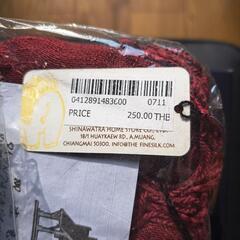 0412891483600 0711
PRICE 250.00 THB
SHINAWATRA HOME STORE CO., LTD.
18/1 HUAYKAEW RD., A.MUANG,
CHIANGMAI 50300. INFO@THE FINESILK.COM